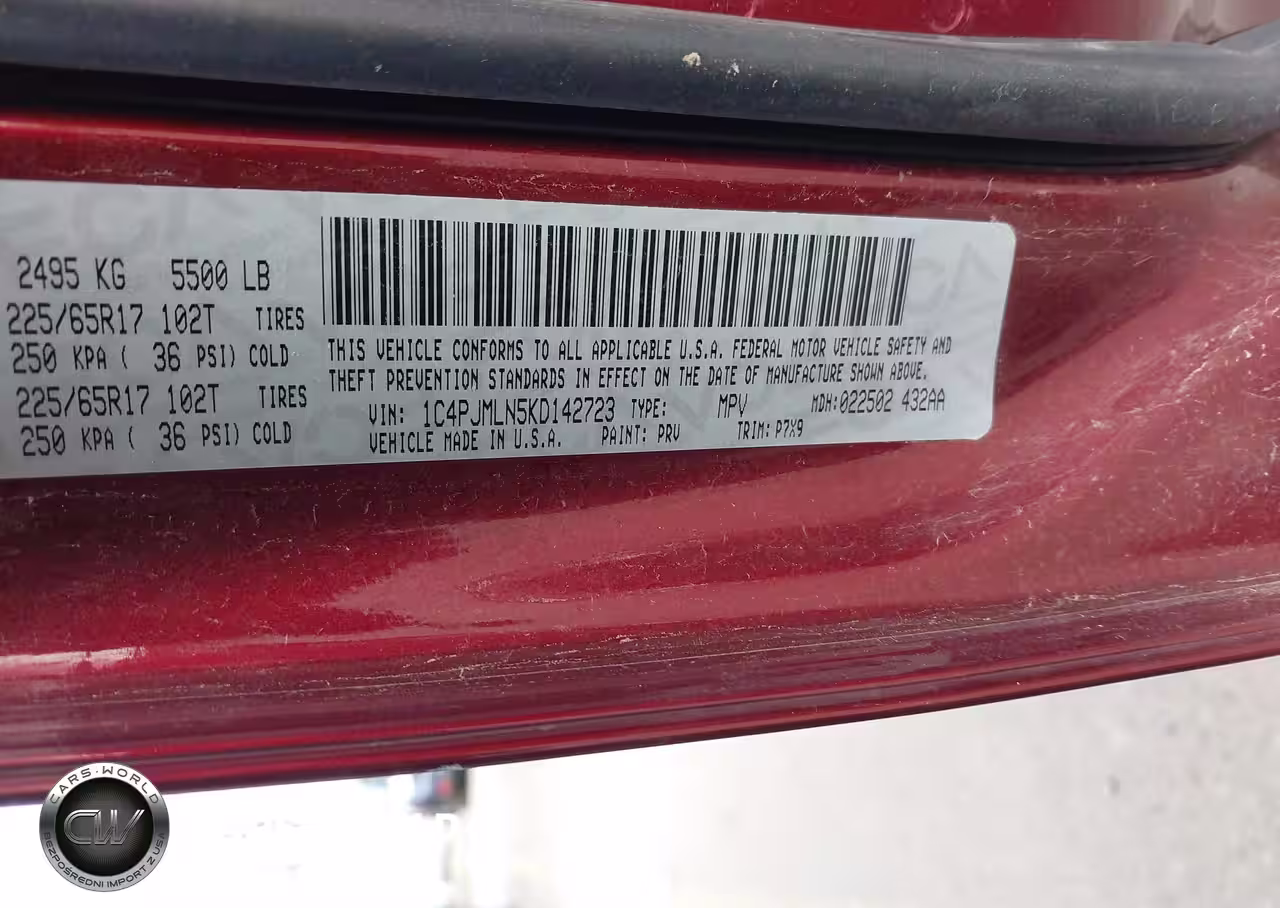 2495 KG 5500 LB
225/65R17 102T TIRES
250 KPA ( 36 PSI) COLD
225/65R17 102T TIRES
250 KPA ( 36 PSI) COLD
THIS VEHICLE CONFORMS TO ALL APPLICABLE U.S.A. FEDERAL MOTOR VEHICLE SAFETY AND
THEFT PREVENTION STANDARDS IN EFFECT ON THE DATE OF MANUFACTURE SHOWN ABOVE.
VIN: 1C4PJMLN5KD142723 TYPE: MPV MDH:022502 432AA
VEHICLE MADE IN U.S.A. PAINT: PRV TRIM: P7X9
CARS-WORLD
CW
BEZPOŚREDNI IMPORT Z USA